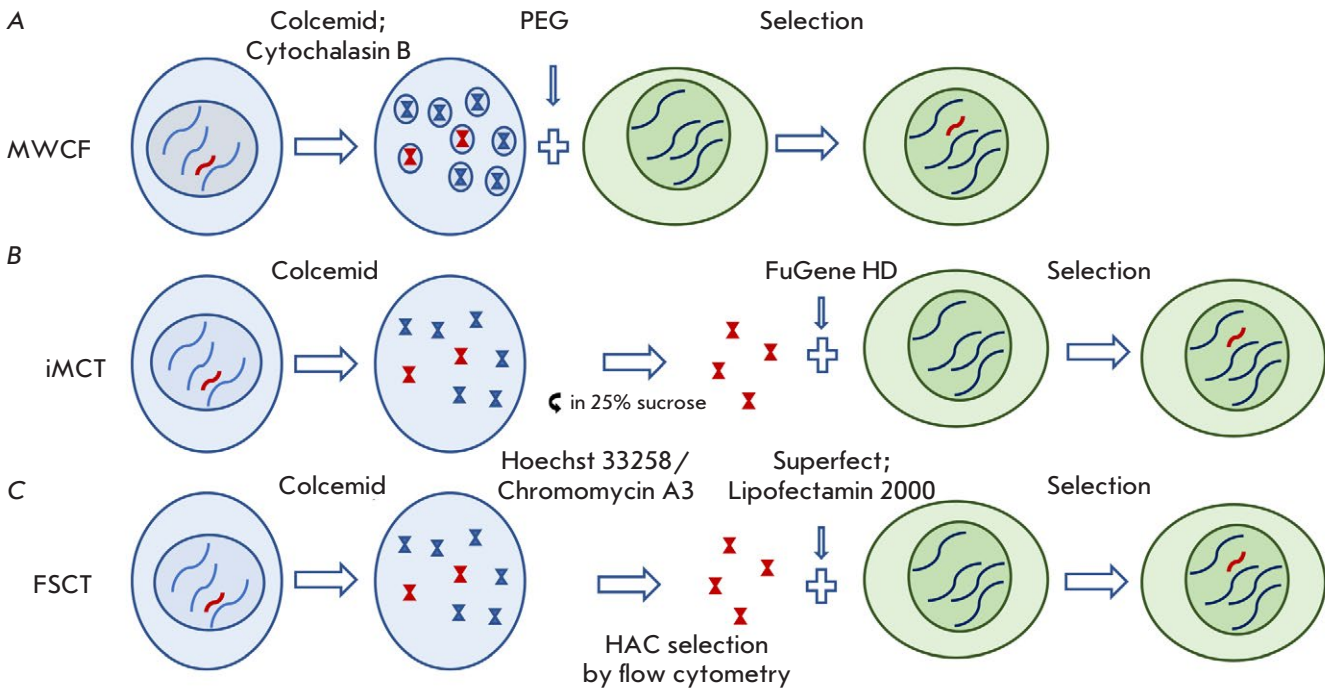 A
Colcemid;
Cytochalasin B
PEG
Selection
MWCF
B
Colcemid
FuGene HD
Selection
iMCT
in 25% sucrose
C
Colcemid
Hoechst 33258/
Chromomycin A3
Superfect;
Lipofectamin 2000
Selection
FSCT
HAC selection
by flow cytometry